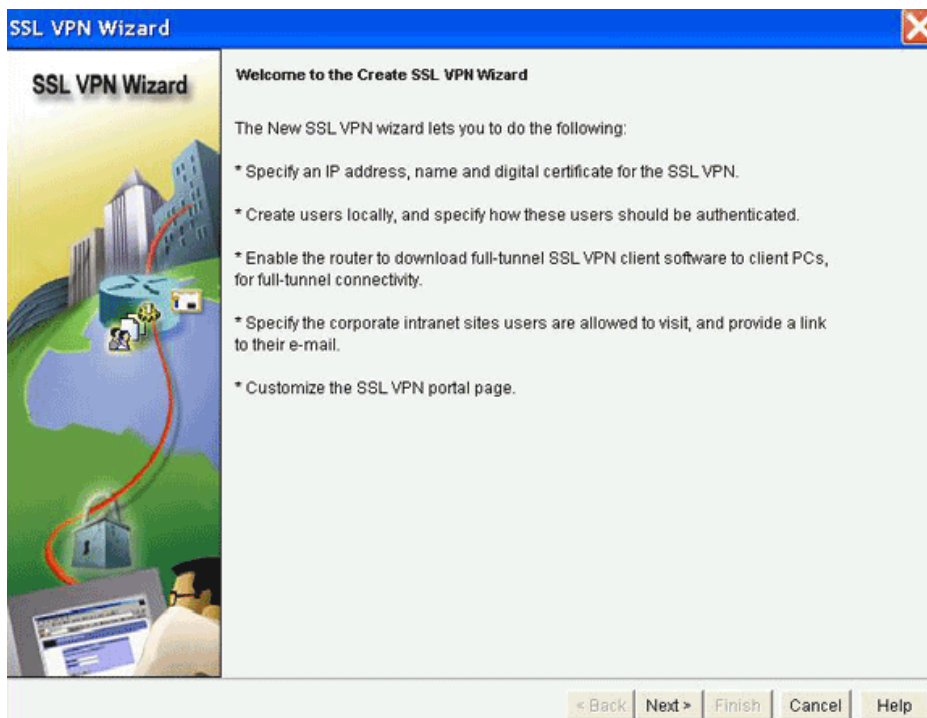 SSL VPN Wizard
SSL VPN Wizard
Welcome to the Create SSL VPN Wizard
The New SSL VPN wizard lets you to do the following:
* Specify an IP address, name and digital certificate for the SSL VPN.
* Create users locally, and specify how these users should be authenticated.
* Enable the router to download full-tunnel SSL VPN client software to client PCs,
for full-tunnel connectivity.
* Specify the corporate intranet sites users are allowed to visit, and provide a link
to their e-mail.
* Customize the SSL VPN portal page.
< Back Next > Finish Cancel Help